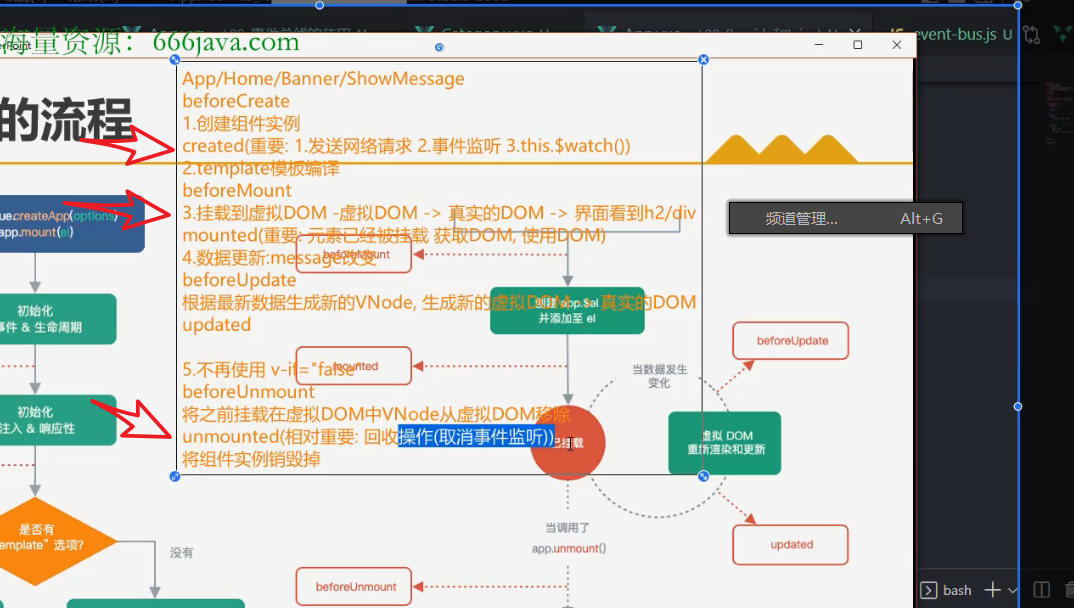 海量资源：666java.com
event-bus.js U
的流程
App/Home/Banner/ShowMessage
beforeCreate
1.创建组件实例
created(重要: 1.发送网络请求 2.事件监听 3.this.$watch())
2.template模板编译
beforeMount
3.挂载到虚拟DOM -虚拟DOM -> 真实的DOM -> 界面看到h2/div
mounted(重要: 元素已经被挂载 获取DOM, 使用DOM)
4.数据更新:message改变
beforeUpdate
根据最新数据生成新的VNode, 生成新的虚拟DOM -> 真实的DOM
updated
5.不再使用 v-if="false"
beforeUnmount
将之前挂载在虚拟DOM中VNode从虚拟DOM移除
unmounted(相对重要: 回收操作(取消事件监听))
将组件实例销毁掉
ue.createApp(options)
app.mount(el)
频道管理... Alt+G
beforeMount
初始化
事件 & 生命周期
创建 app.$el
并添加至 el
beforeUpdate
mounted
当数据发生
变化
初始化
注入 & 响应性
已挂载
虚拟 DOM
重新渲染和更新
是否有
template”选项?
没有
当调用了
app.unmount()
updated
beforeUnmount
bash